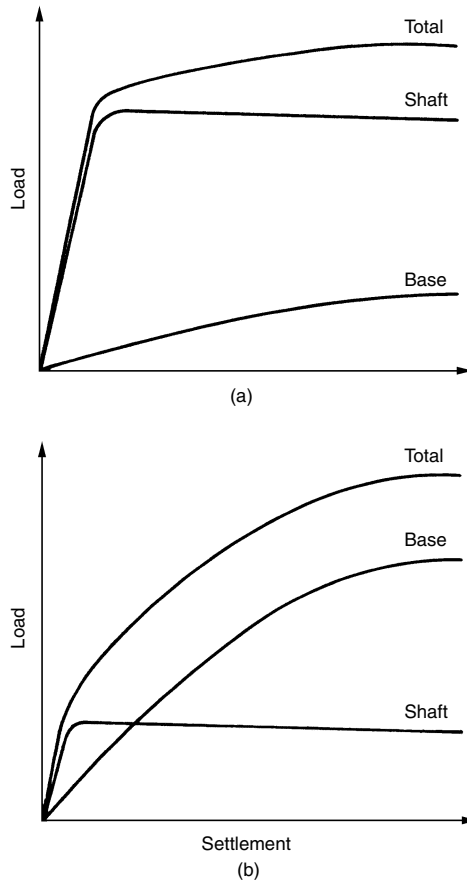 Total
Shaft
Load
Base
(a)
Total
Base
Load
Shaft
Settlement
(b)